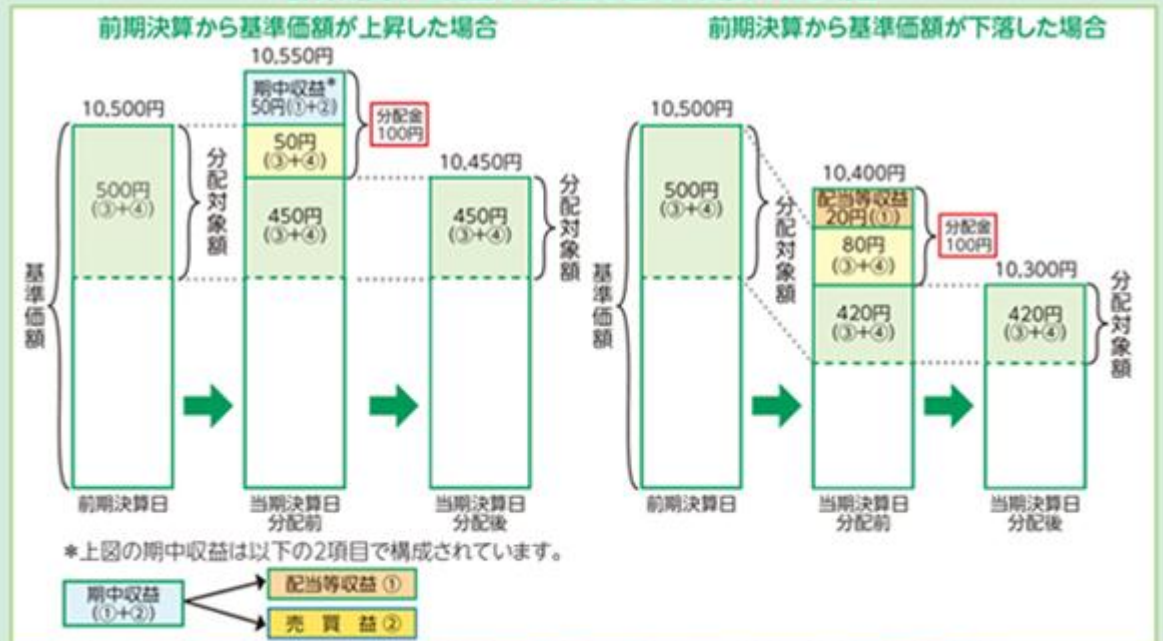 前期決算から基準価額が上昇した場合
10,500円
500円
(③+④)
分配対象額
基準価額
前期決算日
10,550円
期中収益*
50円(①+②)
50円
(③+④)
450円
(③+④)
分配金
100円
当期決算日
分配前
10,450円
450円
(③+④)
分配対象額
当期決算日
分配後
前期決算から基準価額が下落した場合
10,500円
500円
(③+④)
分配対象額
基準価額
前期決算日
10,400円
配当等収益
20円(①)
80円
(③+④)
420円
(③+④)
分配金
100円
当期決算日
分配前
10,300円
420円
(③+④)
分配対象額
当期決算日
分配後
*上図の期中収益は以下の2項目で構成されています。
期中収益
(①+②)
配当等収益 ①
売 買 益 ②